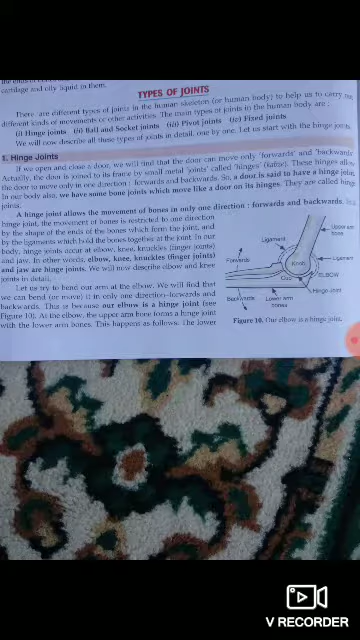 cartilage and oily liquid in them.
TYPES OF JOINTS
There are different types of joints in the human skeleton (or human body) to help us to carry out
different kinds of movements or other activities. The main types of joints in the human body are :
(i) Hinge joints (ii) Ball and Socket joints (iii) Pivot joints (iv) Fixed joints
We will now describe all these types of joints in detail, one by one. Let us start with the hinge joints.
1. Hinge Joints
If we open and close a door, we will find that the door can move only 'forwards' and 'backwards'.
Actually, the door is joined to its frame by small metal 'joints' called 'hinges' These hinges allow
the door to move only in one direction : forwards and backwards. So, a door is said to have a hinge joint.
In our body also, we have some bone joints which move like a door on its hinges. They are called hinge
joints.
A hinge joint allows the movement of bones in only one direction : forwards and backwards.
hinge joint, the movement of bones is restricted to one direction
by the shape of the ends of the bones which form the joint, and
by the ligaments which hold the bones together at the joint. In our
body, hinge joints occur at elbow, knee, knuckles (finger joints)
and jaw. In other words, elbow, knee, knuckles (finger joints)
and jaw are hinge joints. We will now describe elbow and knee
joints in detail.
Let us try to bend our arm at the elbow. We will find that
we can bend (or move) it in only one direction–forwards and
backwards. This is because our elbow is a hinge joint (see
Figure 10). At the elbow, the upper arm bone forms a hinge joint
with the lower arm bones. This happens as follows. The lower
Upper arm
bone
Ligament
Forwards
Knob
Ligament
Cup
ELBOW
Hinge Joint
Backwards
Lower arm
bones
Figure 10. Our elbow is a hinge joint.
V RECORDER